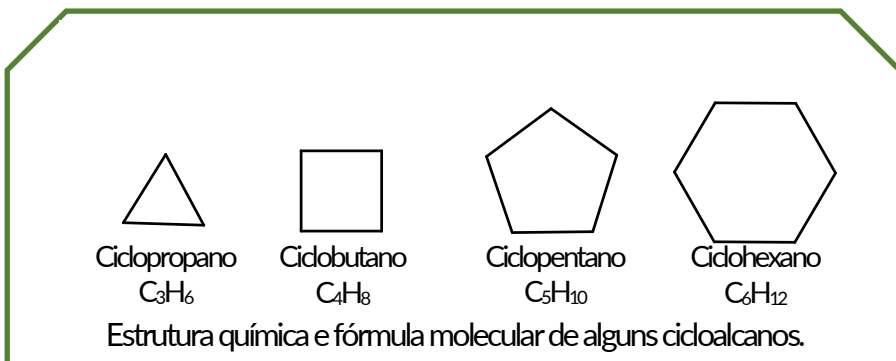 Ciclopropano Ciclobutano Ciclopentano Ciclohexano
C₃H₆ C₄H₈ C₅H₁₀ C₆H₁₂
Estrutura química e fórmula molecular de alguns cicloalcanos.